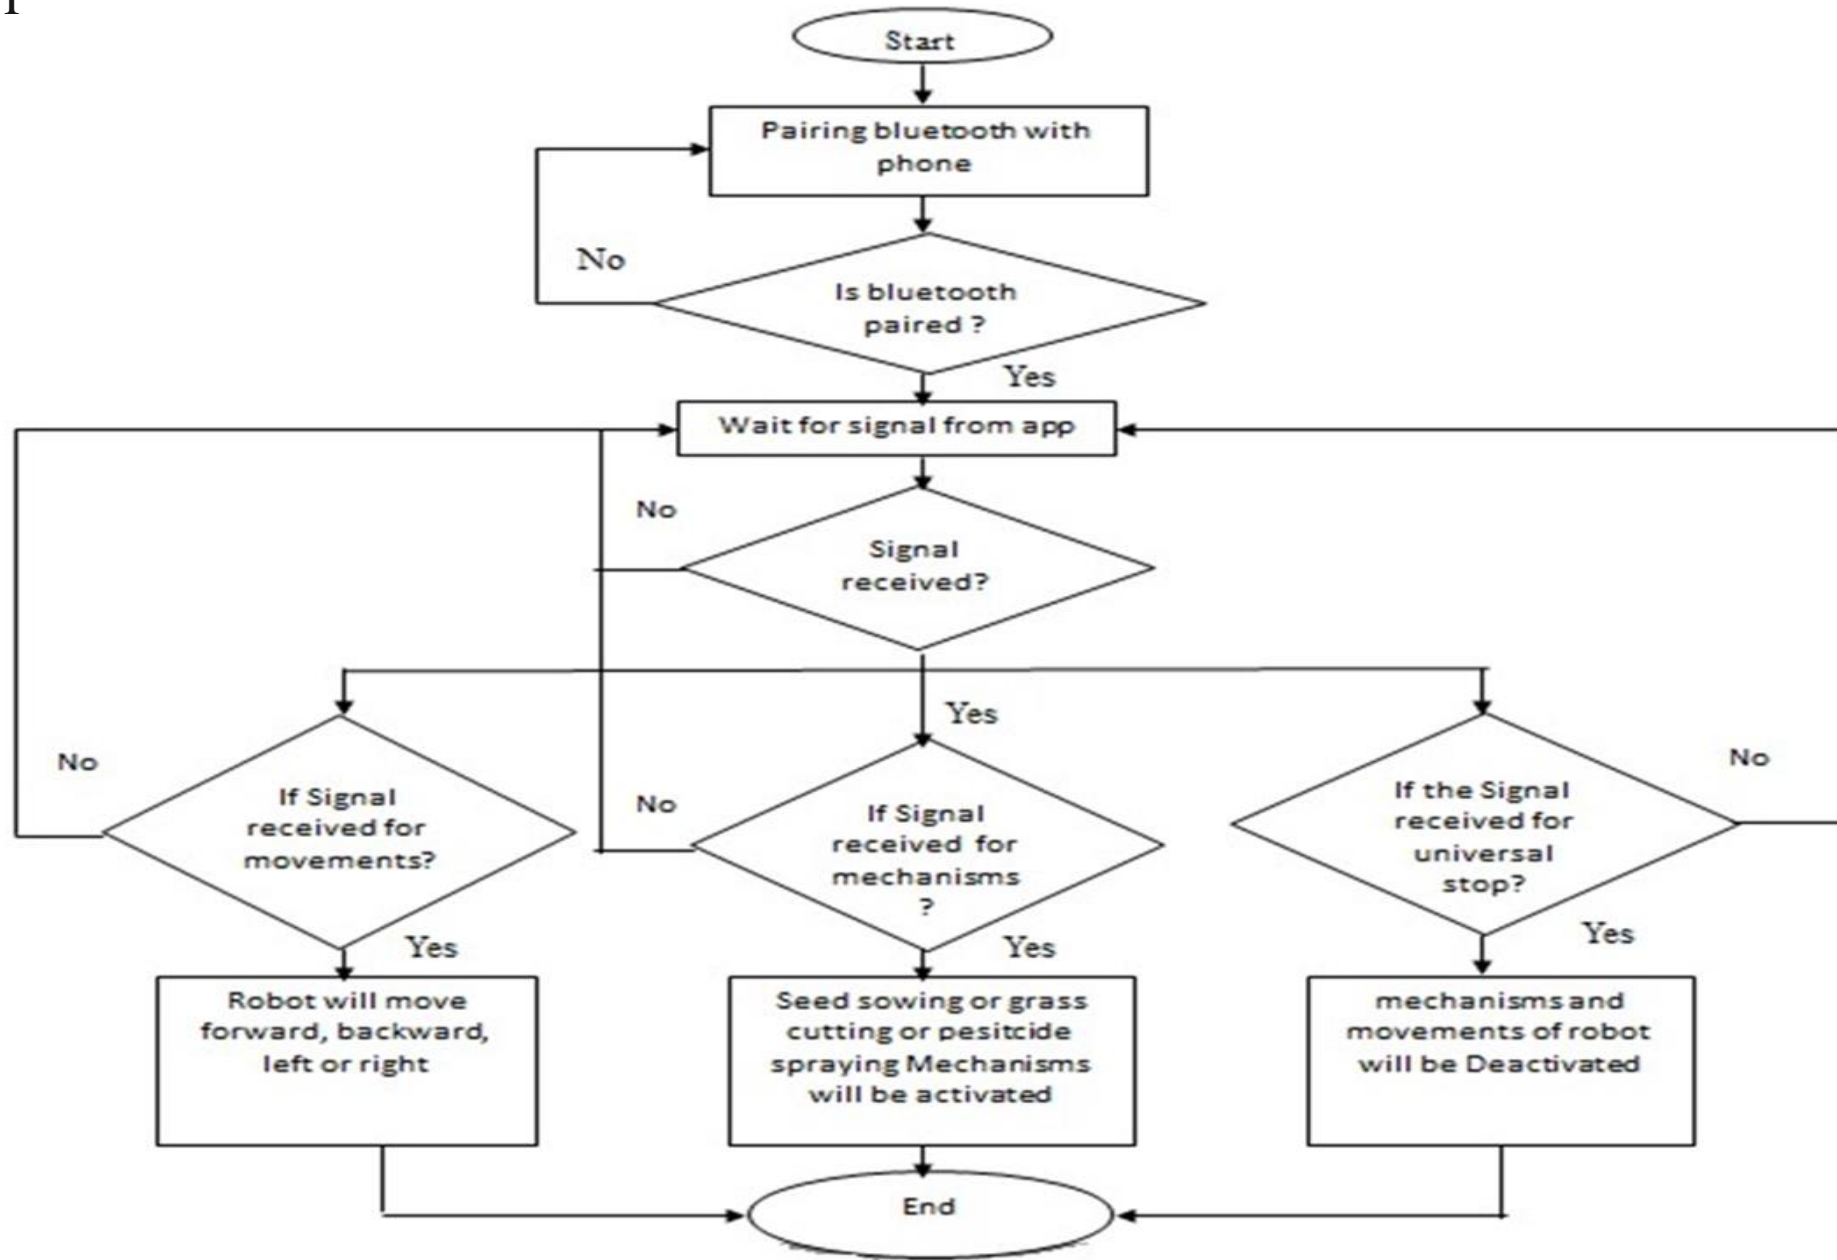 Start
Pairing bluetooth with
phone
No
Is bluetooth
paired ?
Yes
Wait for signal from app
No
Signal
received?
Yes
No
If Signal
received for
movements?
Yes
No
If Signal
received for
mechanisms
?
Yes
No
If the Signal
received for
universal
stop?
Yes
Robot will move
forward, backward,
left or right
Seed sowing or grass
cutting or pesitcide
spraying Mechanisms
will be activated
mechanisms and
movements of robot
will be Deactivated
End